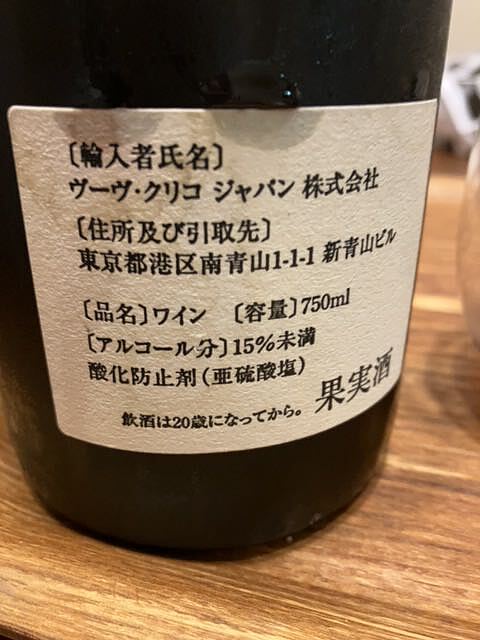 〔輸入者氏名〕
ヴーヴ・クリコ ジャパン 株式会社
〔住所及び引取先〕
東京都港区南青山1-1-1 新青山ビル
〔品名〕ワイン 〔容量〕750ml
〔アルコール分〕15%未満
酸化防止剤(亜硫酸塩)
果実酒
飲酒は20歳になってから。